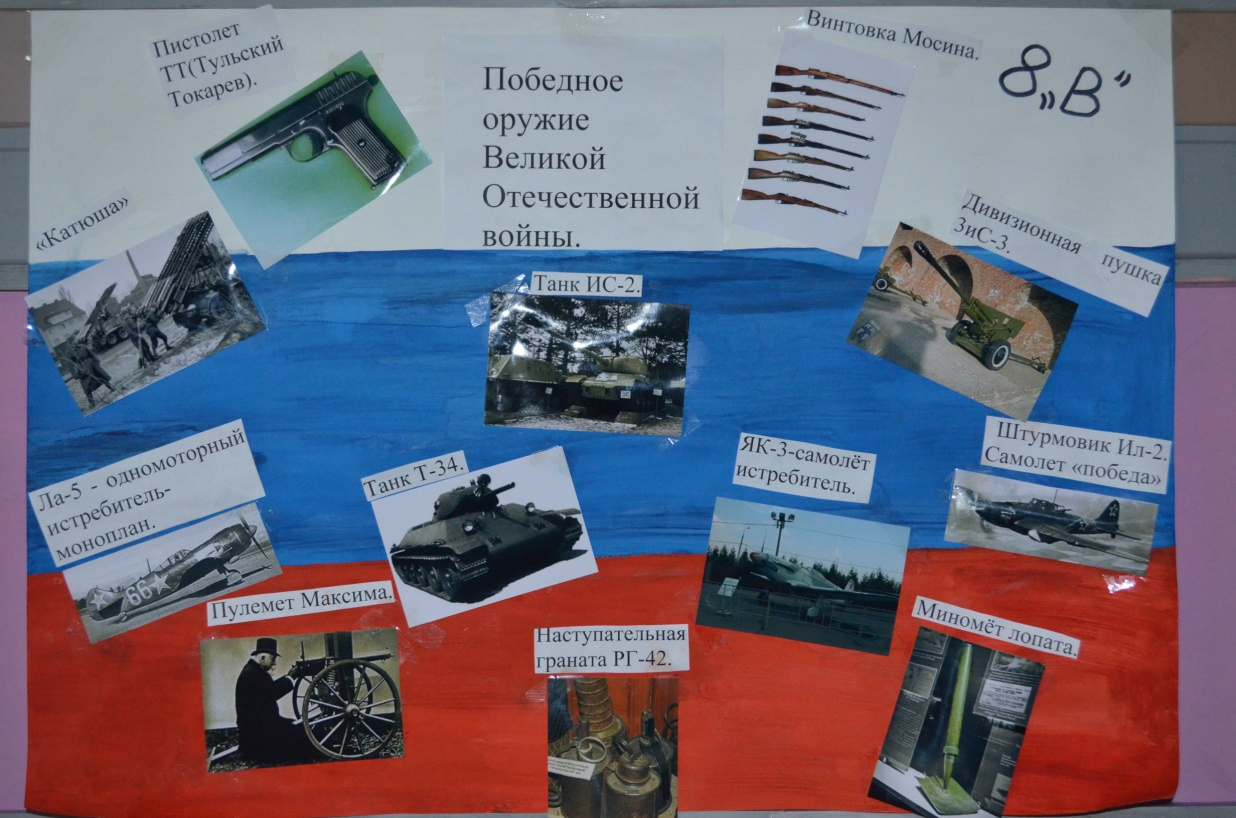 Пистолет
ТТ(Тульский
Токарев).
Победное
оружие
Великой
Отечественной
войны.
Винтовка Мосина.
8„В”
«Катюша»
Танк ИС-2.
Дивизионная пушка
ЗиС-3.
Ла-5 - одномоторный
истребитель-
моноплан.
66
Танк Т-34.
ЯК-3-самолёт
истребитель.
Штурмовик Ил-2.
Самолет «победа»
Пулемет Максима.
Наступательная
граната РГ-42.
Миномёт лопата.